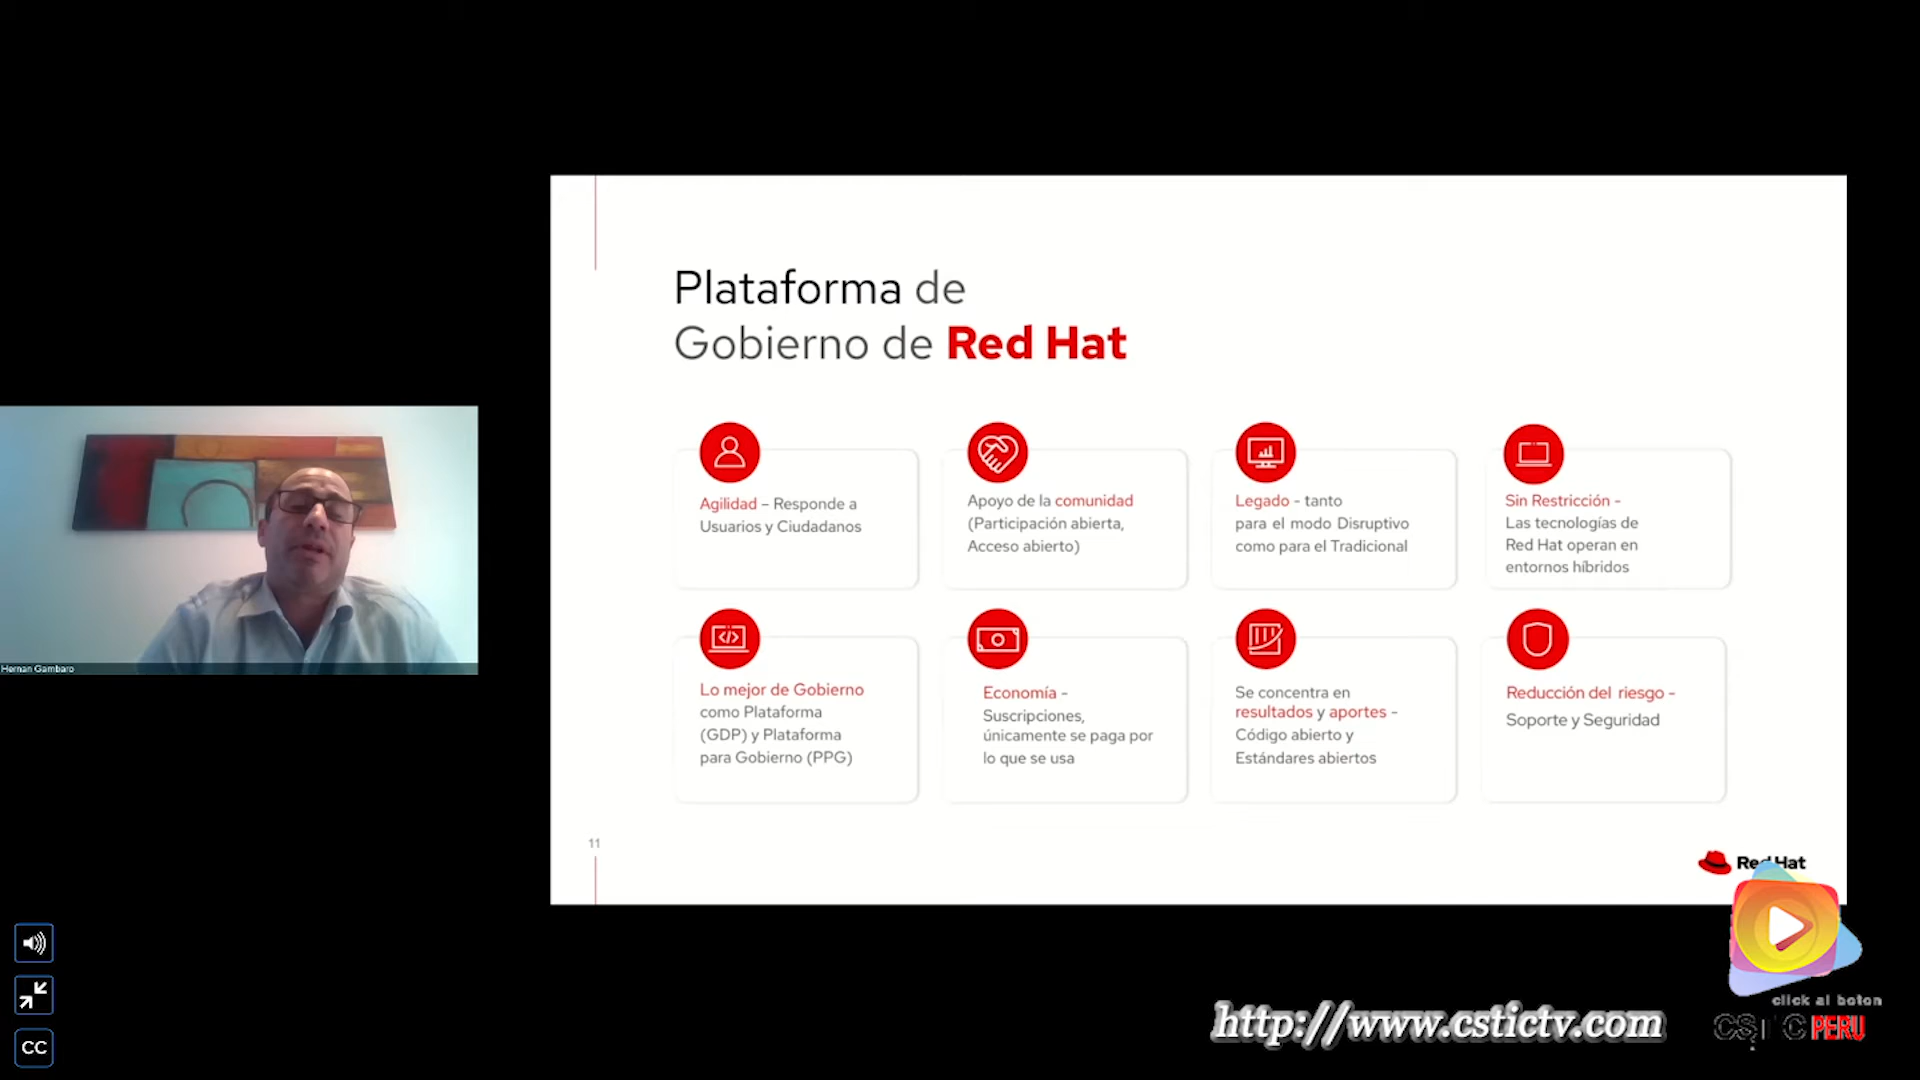 Plataforma de
Gobierno de Red Hat
Agilidad – Responde a
Usuarios y Ciudadanos
Apoyo de la comunidad
(Participación abierta,
Acceso abierto)
Legado - tanto
para el modo Disruptivo
como para el Tradicional
Sin Restricción -
Las tecnologías de
Red Hat operan en
entornos híbridos
Lo mejor de Gobierno
como Plataforma
(GDP) y Plataforma
para Gobierno (PPG)
Economía -
Suscripciones,
únicamente se paga por
lo que se usa
Se concentra en
resultados y aportes -
Código abierto y
Estándares abiertos
Reducción del riesgo -
Soporte y Seguridad
11
Red Hat
Hernan Gambaro
CC
click al boton
http://www.cstictv.com
CSTIC PERU